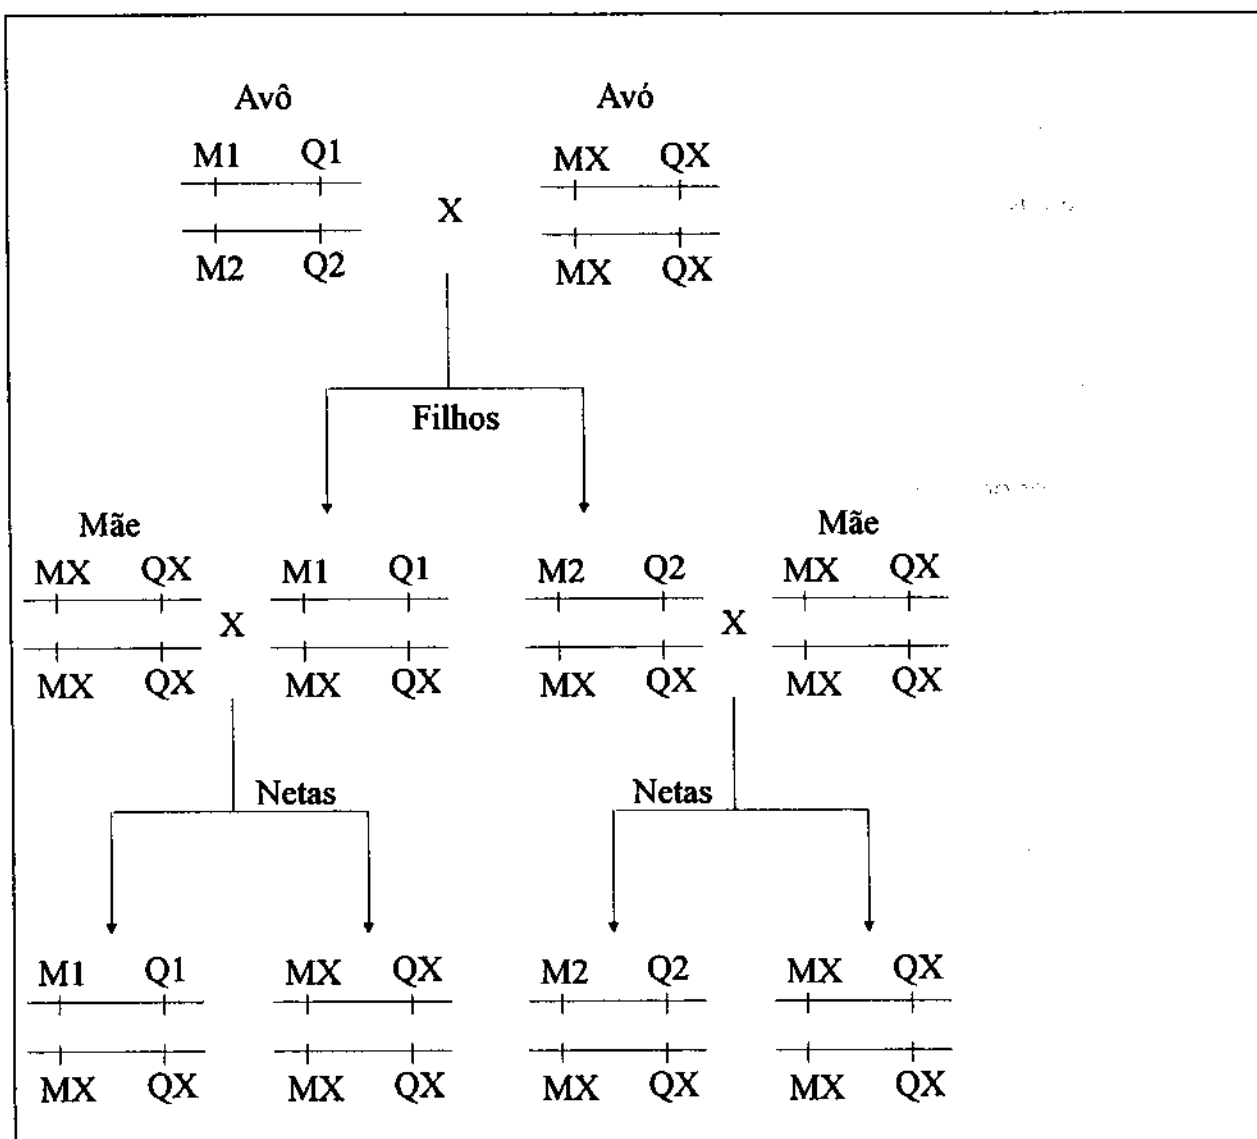 Avô Avó
M1 Q1 MX QX
X
M2 Q2 MX QX
Filhos
Mãe Mãe
MX QX M1 Q1 M2 Q2 MX QX
X X
MX QX MX QX MX QX MX QX
Netas Netas
M1 Q1 MX QX M2 Q2 MX QX
MX QX MX QX MX QX MX QX